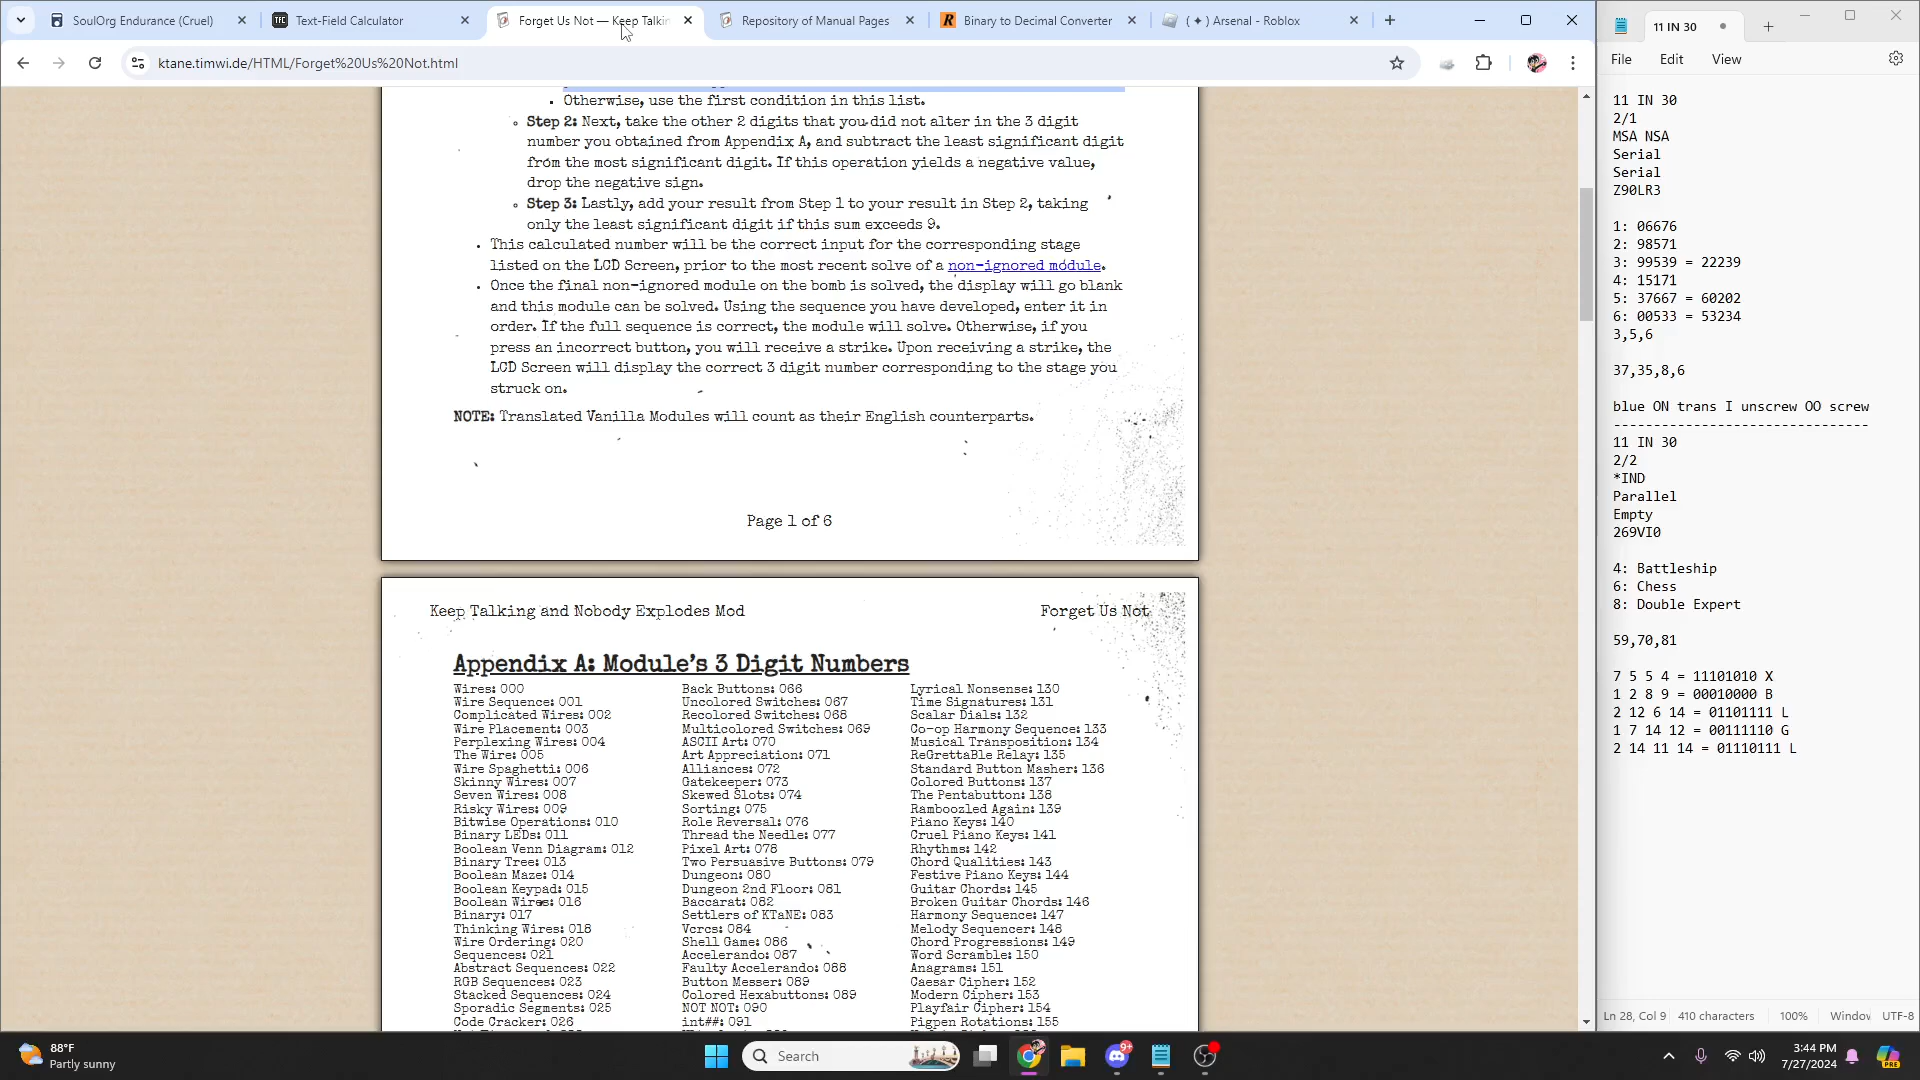 SoulOrg Endurance (Cruel)
Text-Field Calculator
Forget Us Not — Keep Talkin
Repository of Manual Pages
Binary to Decimal Converter
( ✦ ) Arsenal - Roblox
ktane.timwi.de/HTML/Forget%20Us%20Not.html
Otherwise, use the first condition in this list.
Step 2: Next, take the other 2 digits that you did not alter in the 3 digit
number you obtained from Appendix A, and subtract the least significant digit
from the most significant digit. If this operation yields a negative value,
drop the negative sign.
Step 3: Lastly, add your result from Step 1 to your result in Step 2, taking
only the least significant digit if this sum exceeds 9.
This calculated number will be the correct input for the corresponding stage
listed on the LCD Screen, prior to the most recent solve of a non-ignored module.
Once the final non-ignored module on the bomb is solved, the display will go blank
and this module can be solved. Using the sequence you have developed, enter it in
order. If the full sequence is correct, the module will solve. Otherwise, if you
press an incorrect button, you will receive a strike. Upon receiving a strike, the
LCD Screen will display the correct 3 digit number corresponding to the stage you
struck on.
NOTE: Translated Vanilla Modules will count as their English counterparts.
Page 1 of 6
Keep Talking and Nobody Explodes Mod
Forget Us Not
Appendix A: Module's 3 Digit Numbers
Wires: 000
Wire Sequence: 001
Complicated Wires: 002
Wire Placement: 003
Perplexing Wires: 004
The Wire: 005
Wire Spaghetti: 006
Skinny Wires: 007
Seven Wires: 008
Risky Wires: 009
Bitwise Operations: 010
Binary LEDs: 011
Boolean Venn Diagram: 012
Binary Tree: 013
Boolean Maze: 014
Boolean Keypad: 015
Boolean Wires: 016
Binary: 017
Thinking Wires: 018
Wire Ordering: 020
Sequences: 021
Abstract Sequences: 022
RGB Sequences: 023
Stacked Sequences: 024
Sporadic Segments: 025
Code Cracker: 026
Back Buttons: 066
Uncolored Switches: 067
Recolored Switches: 068
Multicolored Switches: 069
ASCII Art: 070
Art Appreciation: 071
Alliances: 072
Gatekeeper: 073
Skewed Slots: 074
Sorting: 075
Role Reversal: 076
Thread the Needle: 077
Pixel Art: 078
Two Persuasive Buttons: 079
Dungeon: 080
Dungeon 2nd Floor: 081
Baccarat: 082
Settlers of KTaNE: 083
Vcrcs: 084
Shell Game: 086
Accelerando: 087
Faulty Accelerando: 088
Button Messer: 089
Colored Hexabuttons: 089
NOT NOT: 090
int##: 091
Lyrical Nonsense: 130
Time Signatures: 131
Scalar Dials: 132
Co-op Harmony Sequence: 133
Musical Transposition: 134
ReGrettaBle Relay: 135
Standard Button Masher: 136
Colored Buttons: 137
The Pentabutton: 138
Ramboozled Again: 139
Piano Keys: 140
Cruel Piano Keys: 141
Rhythms: 142
Chord Qualities: 143
Festive Piano Keys: 144
Guitar Chords: 145
Broken Guitar Chords: 146
Harmony Sequence: 147
Melody Sequencer: 148
Chord Progressions: 149
Word Scramble: 150
Anagrams: 151
Caesar Cipher: 152
Modern Cipher: 153
Playfair Cipher: 154
Pigpen Rotations: 155
11 IN 30
File Edit View
11 IN 30
2/1
MSA NSA
Serial
Serial
Z90LR3
1: 06676
2: 98571
3: 99539 = 22239
4: 15171
5: 37667 = 60202
6: 00533 = 53234
3,5,6
37,35,8,6
blue ON trans I unscrew OO screw
--------------------------------
11 IN 30
2/2
*IND
Parallel
Empty
269VI0
4: Battleship
6: Chess
8: Double Expert
59,70,81
7 5 5 4 = 11101010 X
1 2 8 9 = 00010000 B
2 12 6 14 = 01101111 L
1 7 14 12 = 00111110 G
2 14 11 14 = 01110111 L
Ln 28, Col 9 410 characters 100% Window UTF-8
88°F
Partly sunny
Search
9+
3:44 PM
7/27/2024
PRE